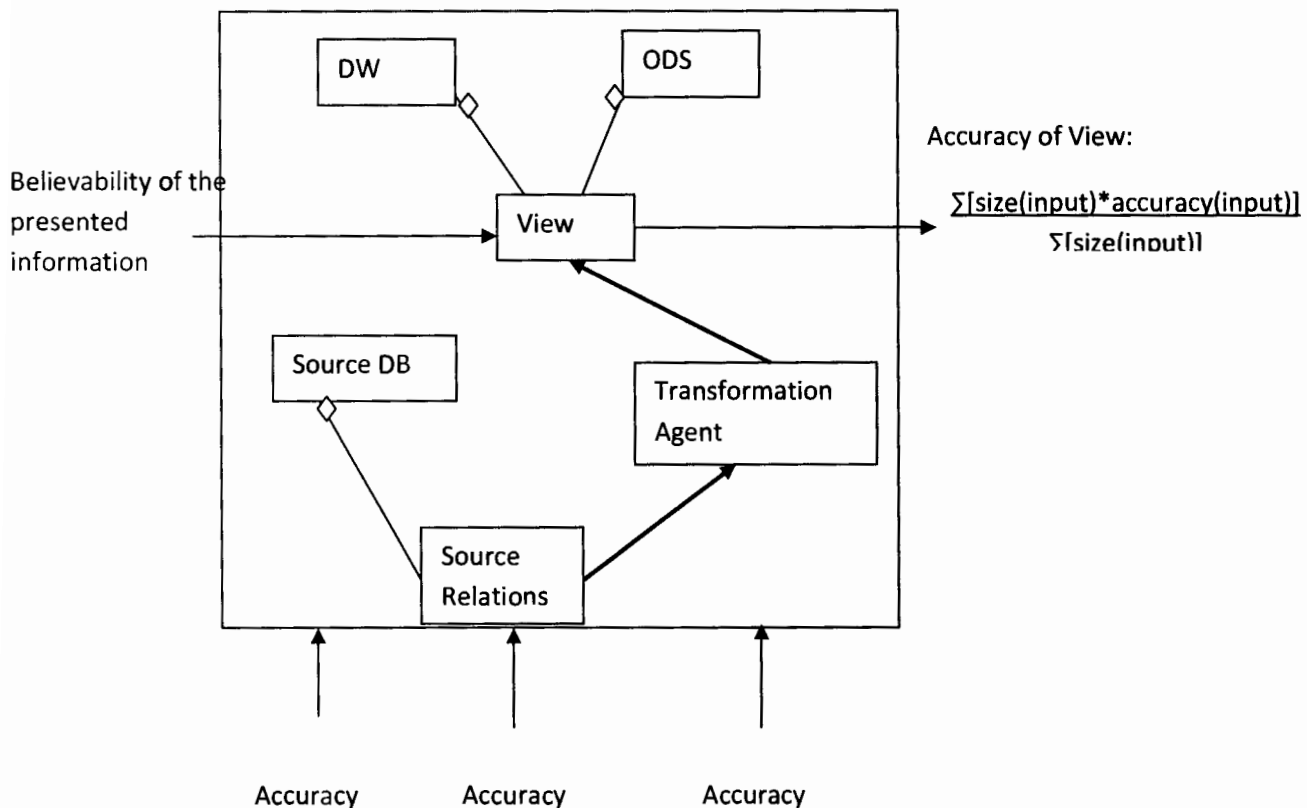 DW
ODS
Accuracy of View:
Believability of the
presented
information
View
∑[size(input)*accuracy(input)]
∑[size(input)]
Source DB
Transformation
Agent
Source
Relations
Accuracy
Accuracy
Accuracy